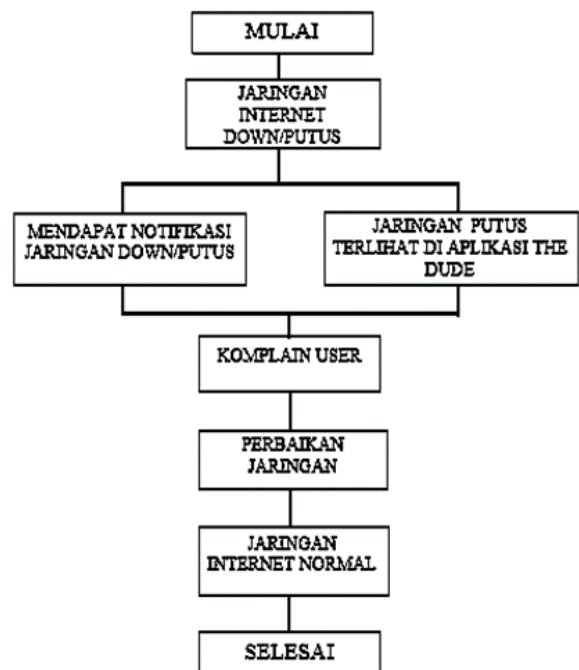 MULAI
JARINGAN
INTERNET
DOWN/PUTUS
MENDAPAT NOTIFIKASI
JARINGAN DOWN/PUTUS
JARINGAN PUTUS
TERLIHAT DI APLIKASI THE
DUDE
KOMPLAIN USER
PERBAIKAN
JARINGAN
JARINGAN
INTERNET NORMAL
SELESAI